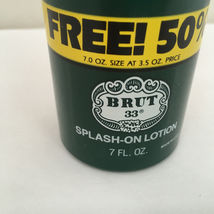 FREE! 50%
7.0 OZ. SIZE AT 3.5 OZ. PRICE
BRUT
33®
SPLASH-ON LOTION
7 FL. OZ.